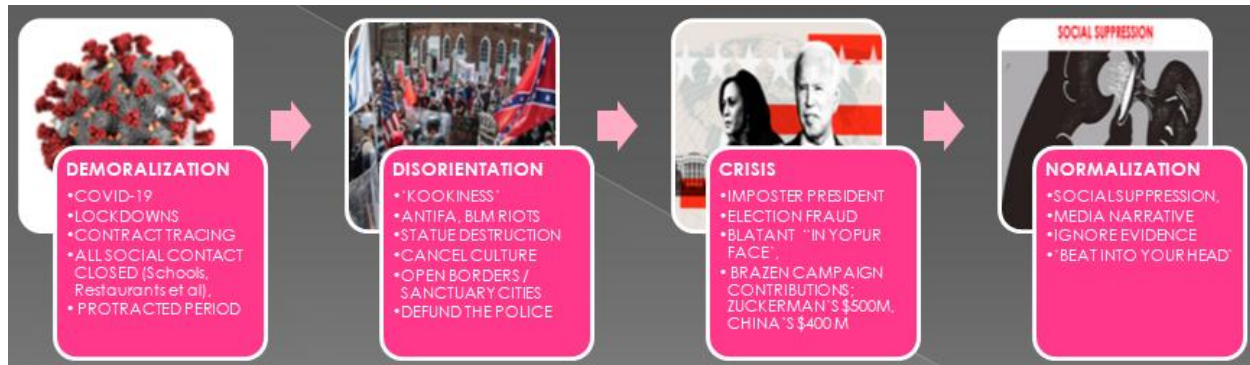 DEMORALIZATION
•COVID-19
•LOCKDOWNS
•CONTRACT TRACING
•ALL SOCIAL CONTACT
CLOSED (Schools,
Restaurants et al),
•PROTRACTED PERIOD
DISORIENTATION
•'KOOKINESS'
•ANTIFA, BLM RIOTS
•STATUE DESTRUCTION
•CANCEL CULTURE
•OPEN BORDERS /
SANCTUARY CITIES
•DEFUND THE POLICE
CRISIS
•IMPOSTER PRESIDENT
•ELECTION FRAUD
•BLATANT "IN YOPUR
FACE',
• BRAZEN CAMPAIGN
CONTRIBUTIONS;
ZUCKERMAN'S $500M,
CHINA'S $400 M
SOCIAL SUPPRESSION
NORMALIZATION
•SOCIAL SUPPRESSION,
•MEDIA NARRATIVE
•IGNORE EVIDENCE
•'BEAT INTO YOUR HEAD'